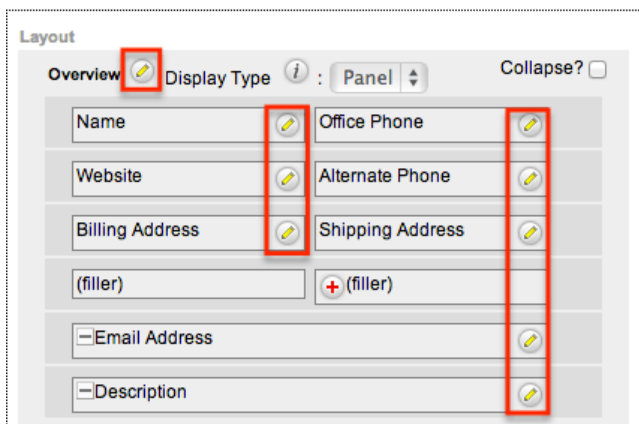 Layout
Overview Display Type i : Panel Collapse?
Name Office Phone
Website Alternate Phone
Billing Address Shipping Address
(filler) (filler)
Email Address
Description